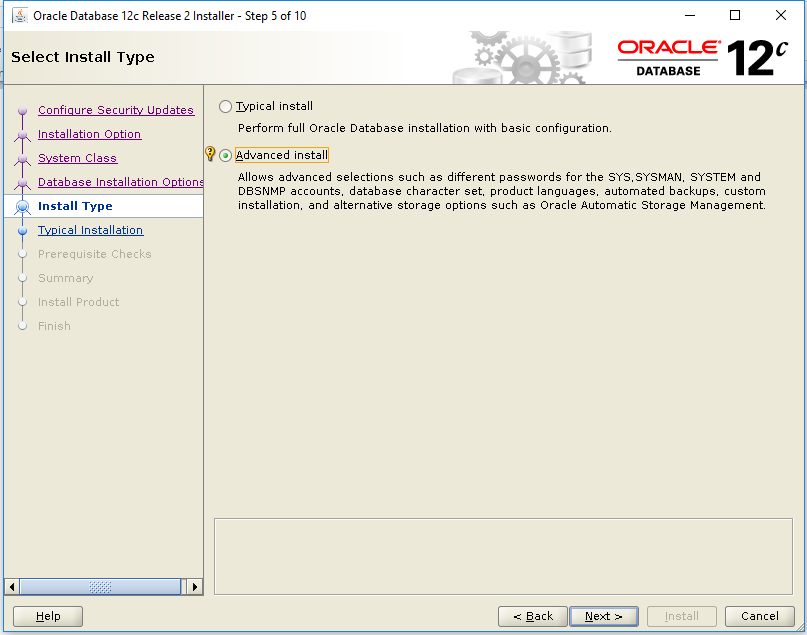 Oracle Database 12c Release 2 Installer - Step 5 of 10
Select Install Type
ORACLE®
DATABASE
12c
Configure Security Updates
Installation Option
System Class
Database Installation Options
Install Type
Typical Installation
Prerequisite Checks
Summary
Install Product
Finish
Typical install
Perform full Oracle Database installation with basic configuration.
Advanced install
Allows advanced selections such as different passwords for the SYS,SYSMAN, SYSTEM and
DBSNMP accounts, database character set, product languages, automated backups, custom
installation, and alternative storage options such as Oracle Automatic Storage Management.
Help
< Back
Next >
Install
Cancel